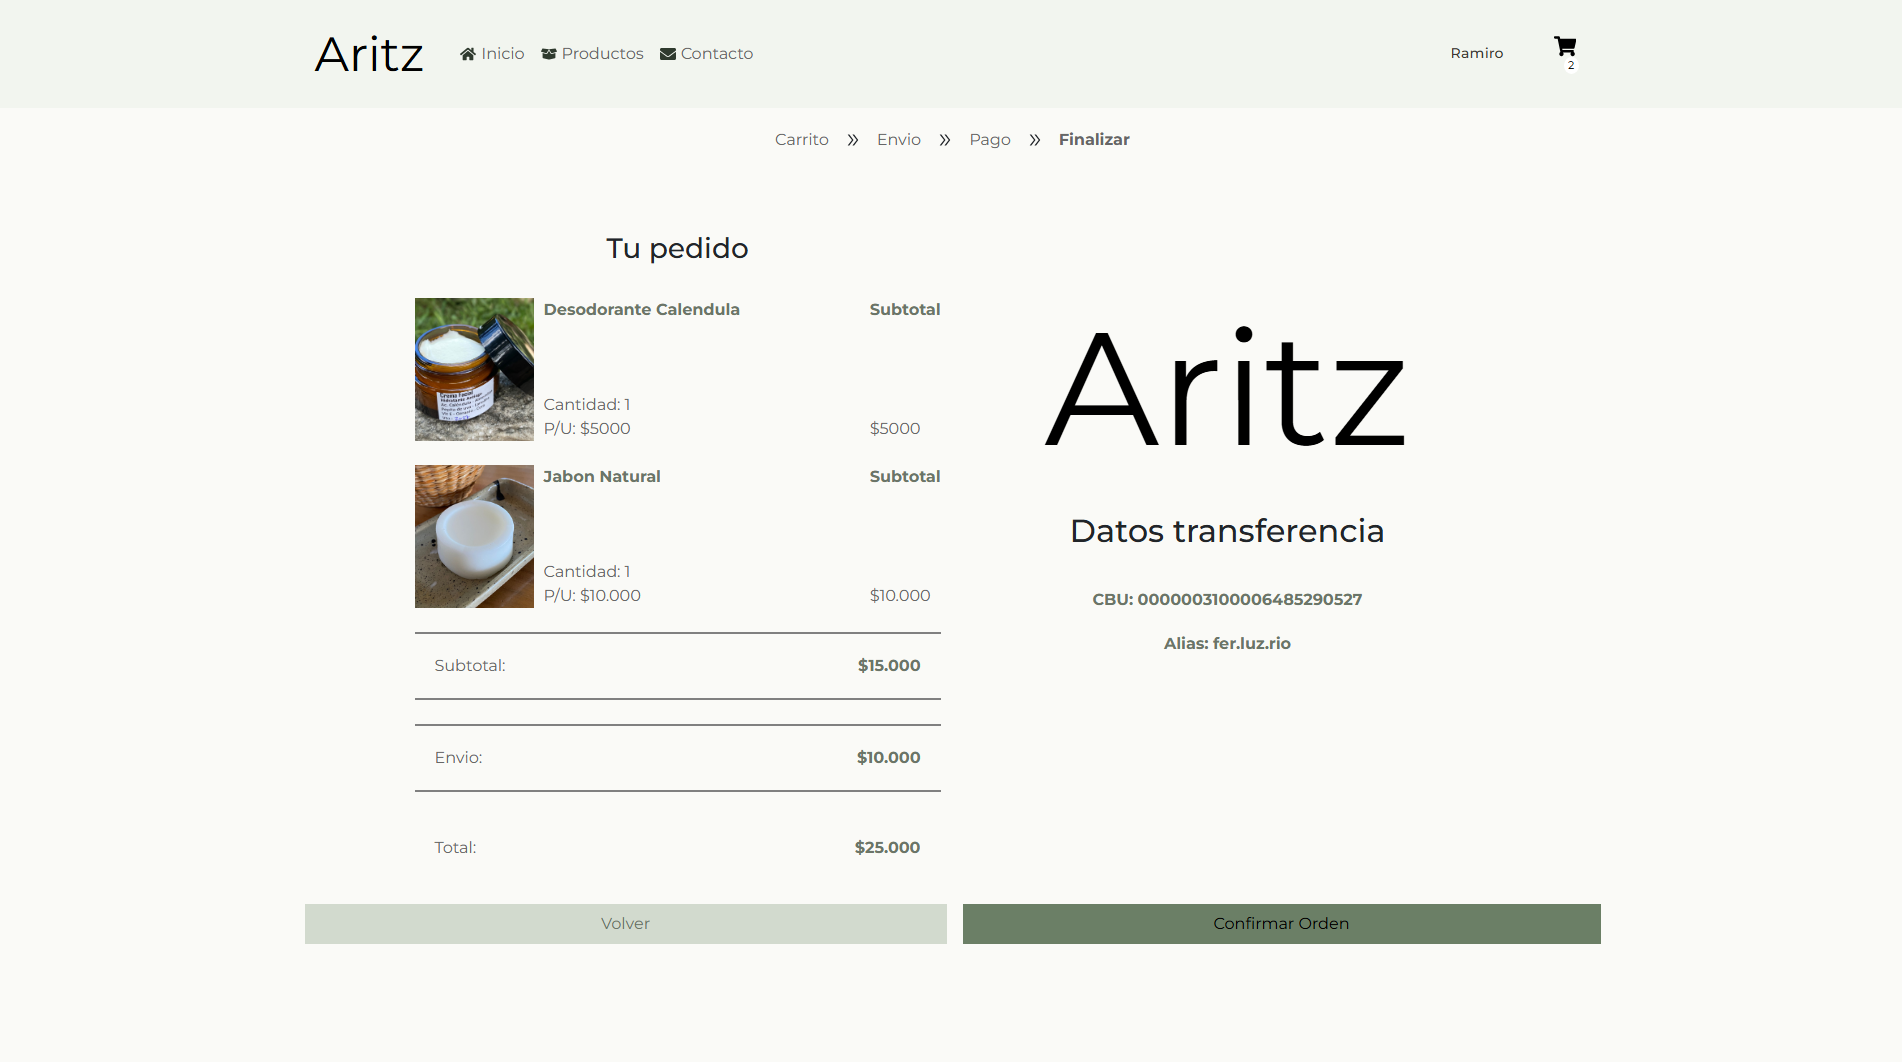 Aritz
Inicio Productos Contacto
Ramiro
2
Carrito » Envio » Pago » Finalizar
Tu pedido
Desodorante Calendula Subtotal
Crema Facial
Cantidad: 1
P/U: $5000 $5000
Jabon Natural Subtotal
Cantidad: 1
P/U: $10.000 $10.000
Subtotal: $15.000
Envio: $10.000
Total: $25.000
Aritz
Datos transferencia
CBU: 0000003100006485290527
Alias: fer.luz.rio
Volver
Confirmar Orden